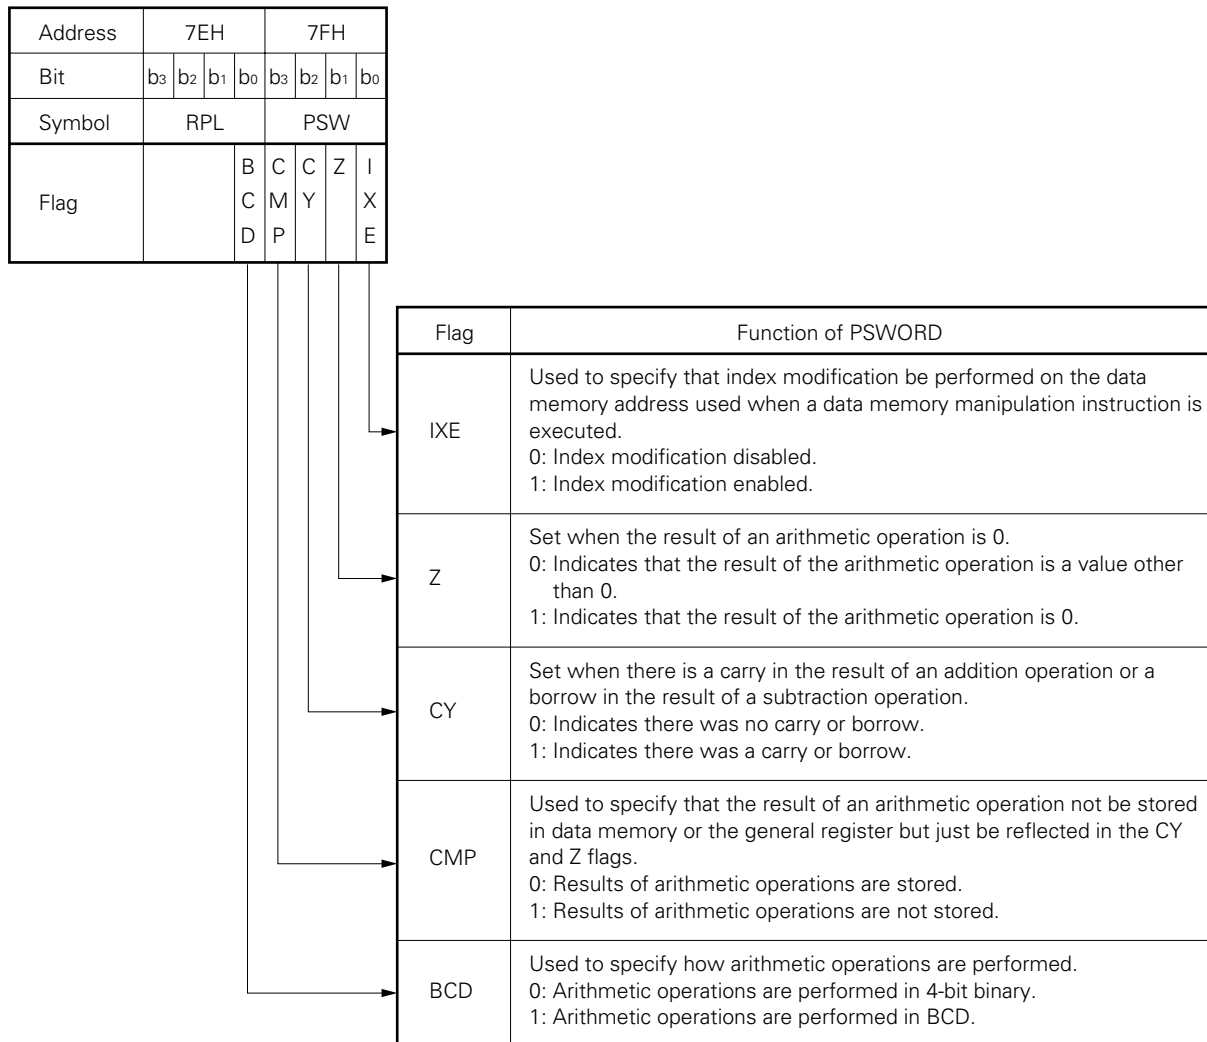 Address 7EH 7FH
Bit b3 b2 b1 b0 b3 b2 b1 b0
Symbol RPL PSW
Flag
BCD
CMP
CY
Z
IXE
Flag Function of PSWORD
IXE
Used to specify that index modification be performed on the data
memory address used when a data memory manipulation instruction is
executed.
0: Index modification disabled.
1: Index modification enabled.
Z
Set when the result of an arithmetic operation is 0.
0: Indicates that the result of the arithmetic operation is a value other
than 0.
1: Indicates that the result of the arithmetic operation is 0.
CY
Set when there is a carry in the result of an addition operation or a
borrow in the result of a subtraction operation.
0: Indicates there was no carry or borrow.
1: Indicates there was a carry or borrow.
CMP
Used to specify that the result of an arithmetic operation not be stored
in data memory or the general register but just be reflected in the CY
and Z flags.
0: Results of arithmetic operations are stored.
1: Results of arithmetic operations are not stored.
BCD
Used to specify how arithmetic operations are performed.
0: Arithmetic operations are performed in 4-bit binary.
1: Arithmetic operations are performed in BCD.